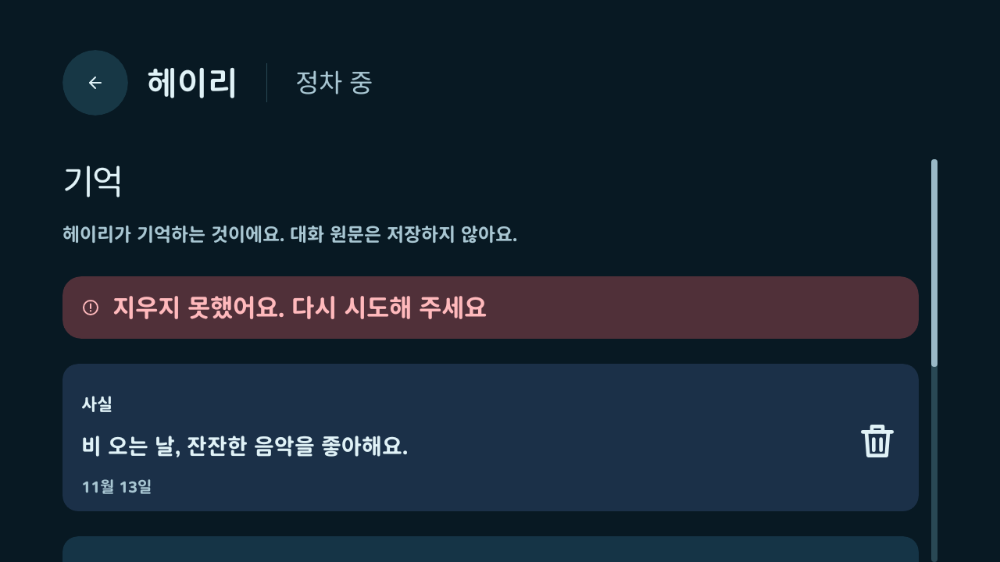 헤이리
정차 중
기억
헤이리가 기억하는 것이에요. 대화 원문은 저장하지 않아요.
지우지 못했어요. 다시 시도해 주세요
사실
비 오는 날, 잔잔한 음악을 좋아해요.
11월 13일